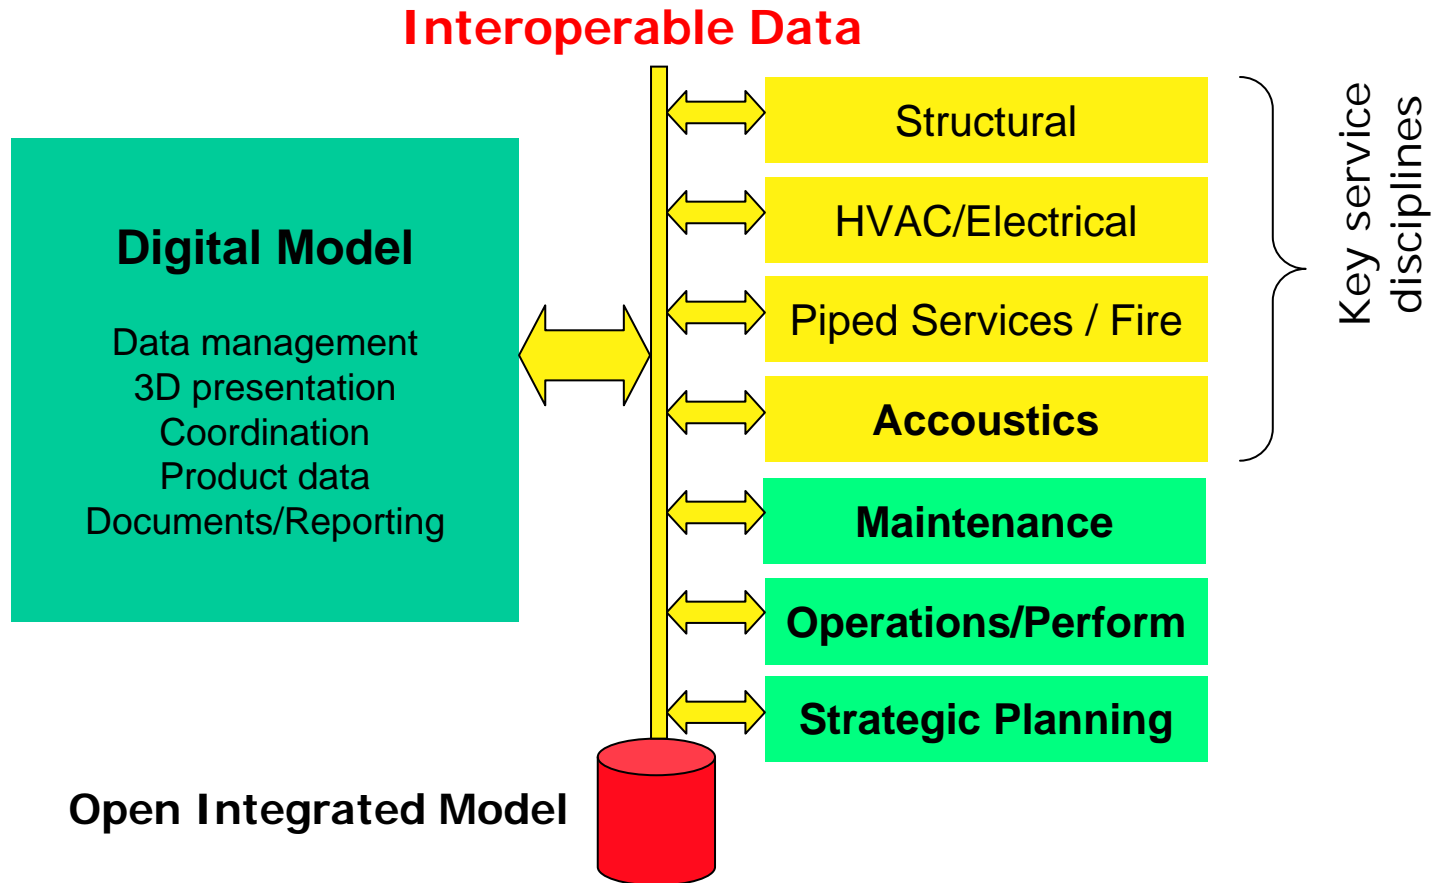 Interoperable Data
Digital Model
Data management
3D presentation
Coordination
Product data
Documents/Reporting
Structural
HVAC/Electrical
Piped Services / Fire
Accoustics
Maintenance
Operations/Perform
Strategic Planning
Key service
disciplines
Open Integrated Model